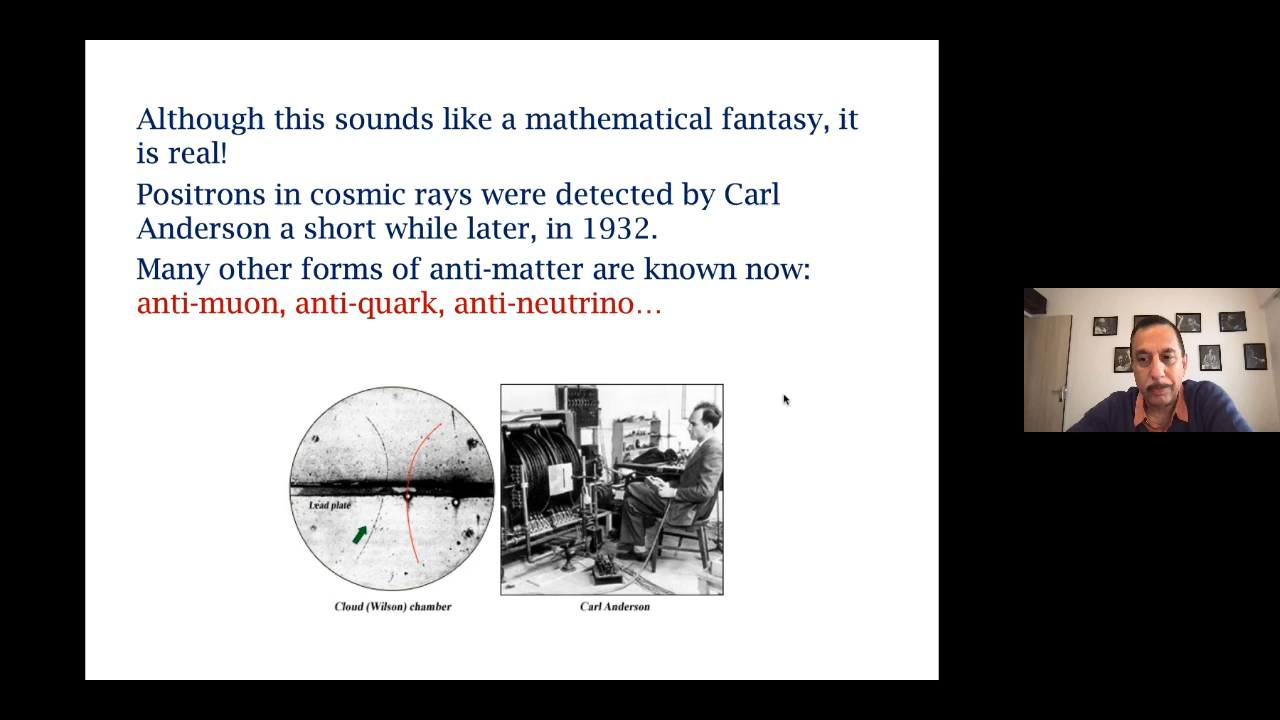 Although this sounds like a mathematical fantasy, it
is real!
Positrons in cosmic rays were detected by Carl
Anderson a short while later, in 1932.
Many other forms of anti-matter are known now:
anti-muon, anti-quark, anti-neutrino…
Lead plate
Cloud (Wilson) chamber
Carl Anderson